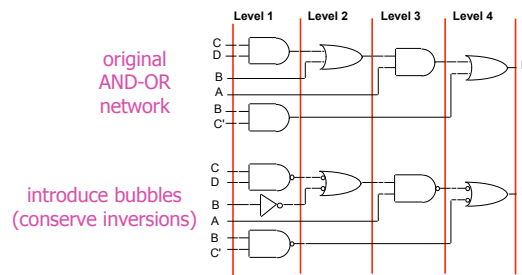 Level 1 Level 2 Level 3 Level 4
original
AND-OR
network
C
D
B
A
B
C'
introduce bubbles
(conserve inversions)
C
D
B
A
B
C'